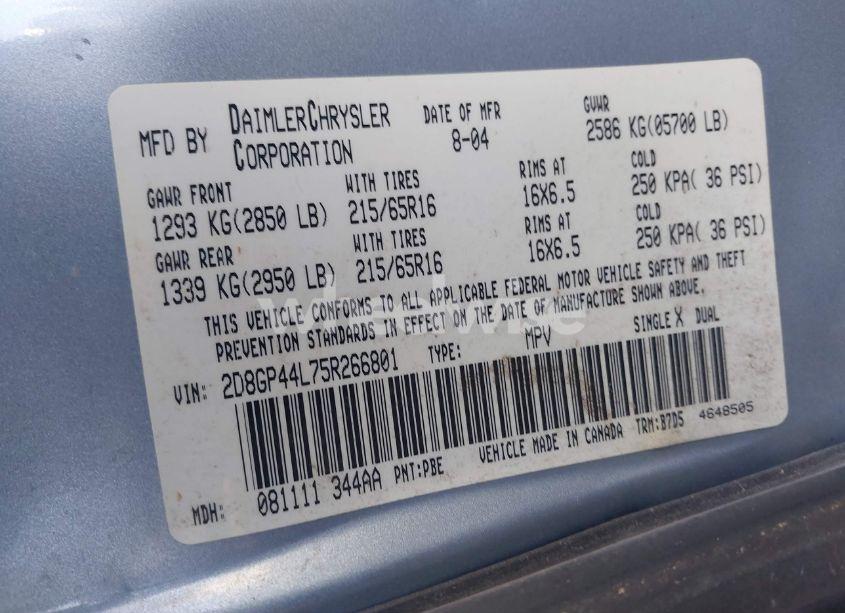 MFD BY DAIMLERCHRYSLER CORPORATION
DATE OF MFR 8-04
GVWR 2586 KG(05700 LB)
GAWR FRONT WITH TIRES RIMS AT COLD
1293 KG(2850 LB) 215/65R16 16X6.5 250 KPA( 36 PSI)
GAWR REAR WITH TIRES RIMS AT COLD
1339 KG(2950 LB) 215/65R16 16X6.5 250 KPA( 36 PSI)
THIS VEHICLE CONFORMS TO ALL APPLICABLE FEDERAL MOTOR VEHICLE SAFETY AND THEFT
PREVENTION STANDARDS IN EFFECT ON THE DATE OF MANUFACTURE SHOWN ABOVE.
VIN: 2D8GP44L75R266801 TYPE: MPV SINGLE X DUAL
VEHICLE MADE IN CANADA TRM:B7D5 4648505
MDH: 081111 344AA PNT:PBE